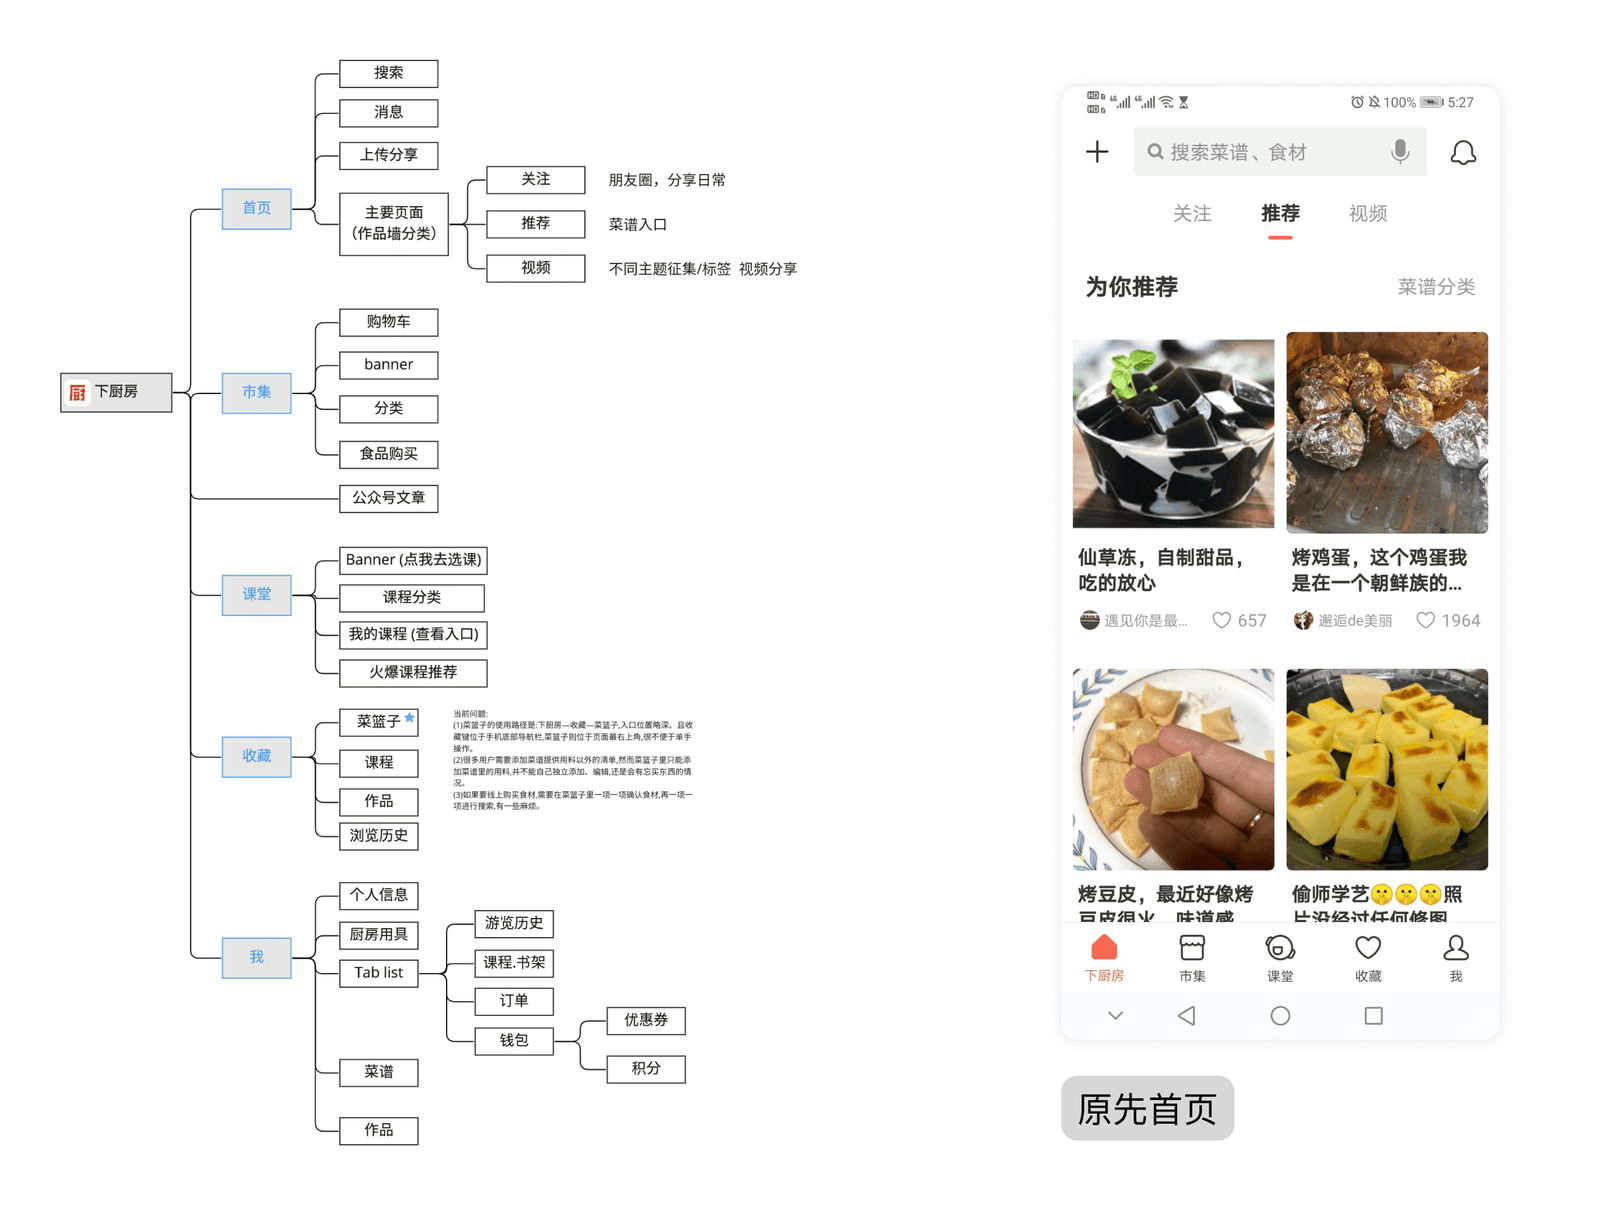 搜索
消息
上传分享
首页
主要页面
(作品墙分类)
关注
朋友圈，分享日常
推荐
菜谱入口
视频
不同主题征集/标签 视频分享
厨
下厨房
市集
购物车
banner
分类
食品购买
公众号文章
课堂
Banner (点我去选课)
课程分类
我的课程 (查看入口)
火爆课程推荐
收藏
菜篮子
课程
作品
浏览历史
当前问题:
(1)菜篮子的使用路径是:下厨房—收藏—菜篮子,入口位置略深。且收
藏键位于手机底部导航栏,菜篮子则位于页面最右上角,很不便于单手
操作。
(2)很多用户需要添加菜谱提供用料以外的清单,然而菜篮子里只能添
加菜谱里的用料,并不能自己独立添加、编辑,还是会有忘买东西的情
况。
(3)如果要线上购买食材,需要在菜篮子里一项一项确认食材,再一项一
项进行搜索,有一些麻烦。
我
个人信息
厨房用具
Tab list
游览历史
课程.书架
订单
钱包
优惠券
积分
菜谱
作品
HD 4G 4G 100% 5:27
HD
搜索菜谱、食材
关注 推荐 视频
为你推荐 菜谱分类
仙草冻，自制甜品，
吃的放心
遇见你是最... 657
烤鸡蛋，这个鸡蛋我
是在一个朝鲜族的...
邂逅de美丽 1964
烤豆皮，最近好像烤
豆皮很火，味道感
偷师学艺🤫🤫🤫照
片没经过任何修图
下厨房 市集 课堂 收藏 我
原先首页